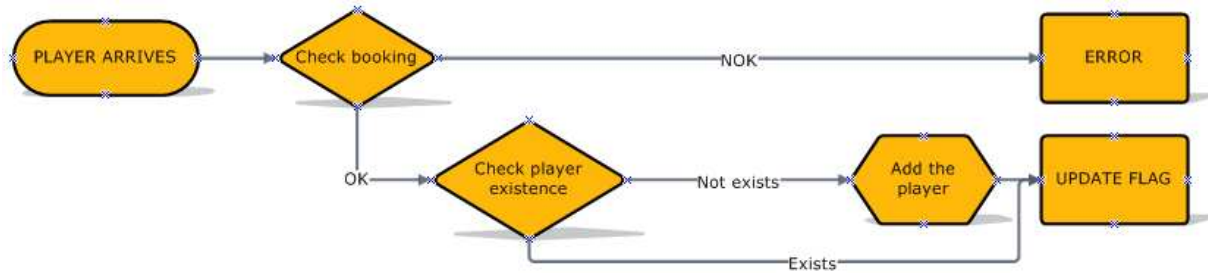 PLAYER ARRIVES
Check booking
NOK
ERROR
OK
Check player
existence
Not exists
Add the
player
UPDATE FLAG
Exists